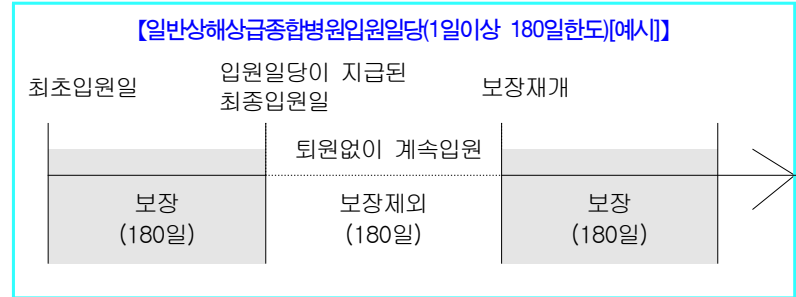 【일반상해상급종합병원입원일당(1일이상 180일한도)[예시]】
최초입원일
입원일당이 지급된
최종입원일
보장재개
퇴원없이 계속입원
보장
(180일)
보장제외
(180일)
보장
(180일)